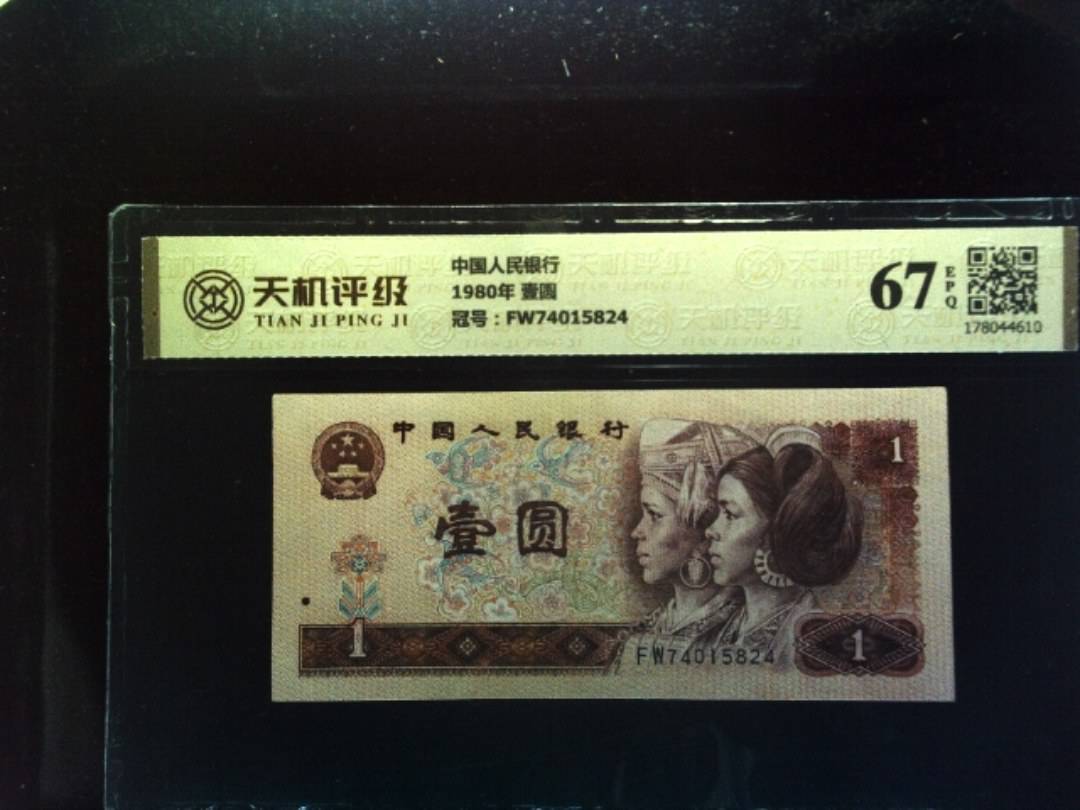 天机评级
TIAN JI PING JI
中国人民银行
1980年 壹圆
冠号：FW74015824
67
EPQ
178044610
中国人民银行
1
壹圆
1
FW74015824
1